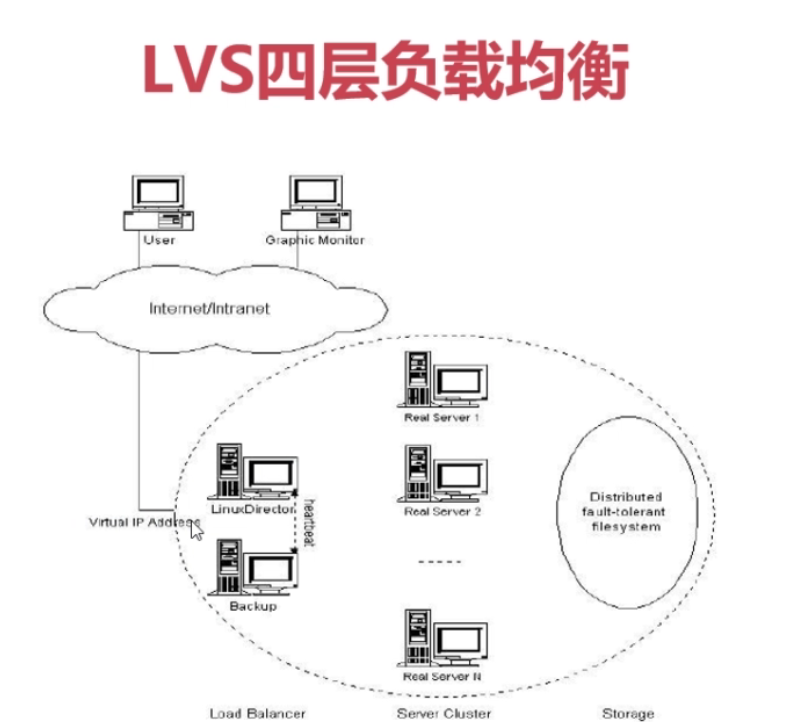 LVS四层负载均衡
User
Graphic Monitor
Internet/Intranet
Real Server 1
LinuxDirector
Real Server 2
Virtual IP Address
heartbeat
Distributed
fault-tolerant
filesystem
- - - - -
Backup
Real Server N
Load Balancer
Server Cluster
Storage